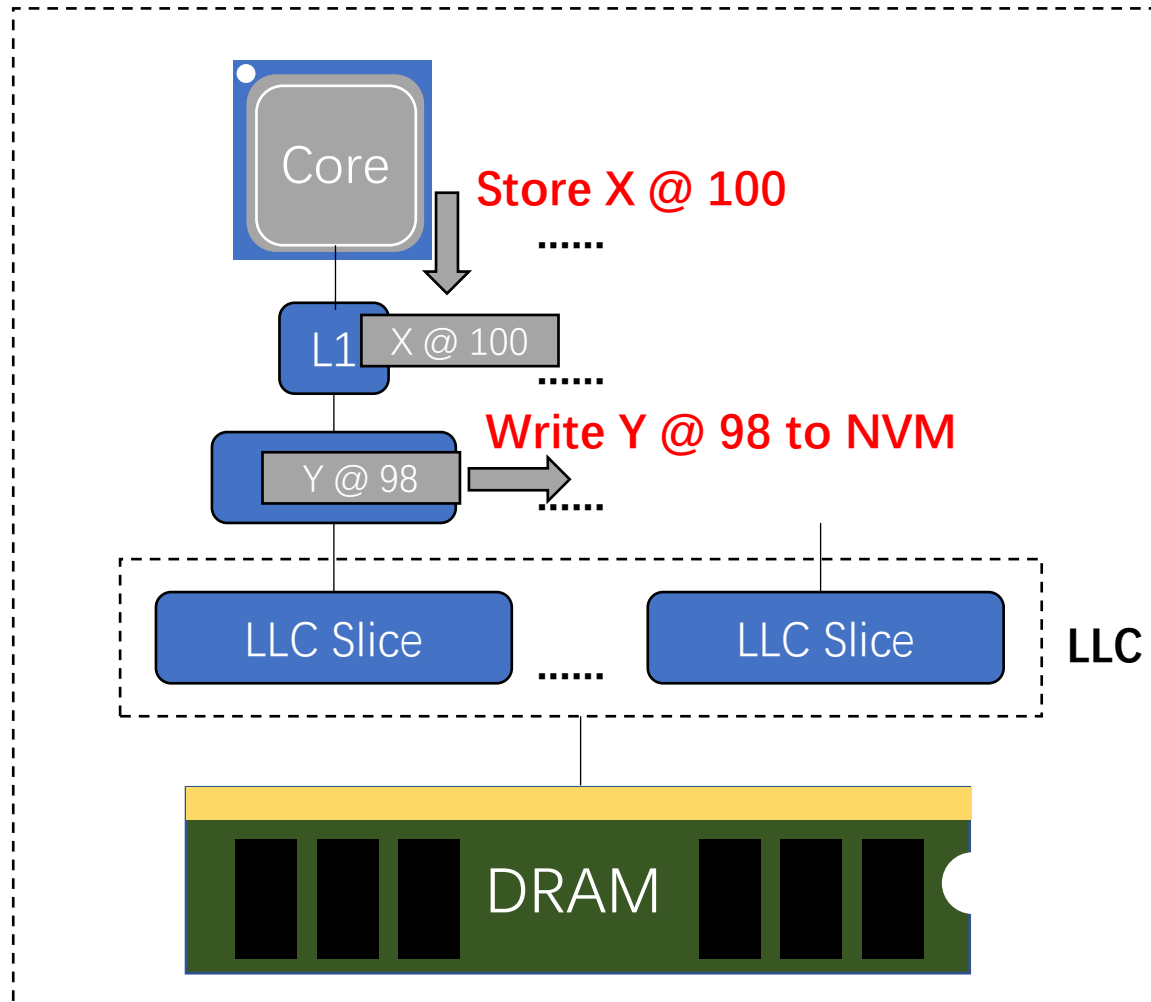 Core
Store X @ 100
......
L1
X @ 100
......
Write Y @ 98 to NVM
Y @ 98
......
LLC Slice
......
LLC Slice
LLC
DRAM